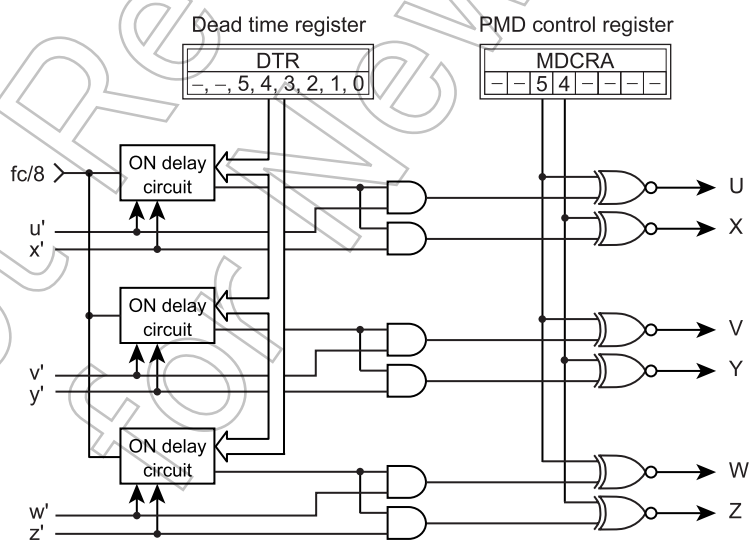 Dead time register
PMD control register
DTR
MDCRA
–, –, 5, 4, 3, 2, 1, 0
– – 5 4 – – – –
fc/8
ON delay
circuit
U
u'
X
x'
ON delay
circuit
V
v'
Y
y'
ON delay
circuit
W
w'
Z
z'